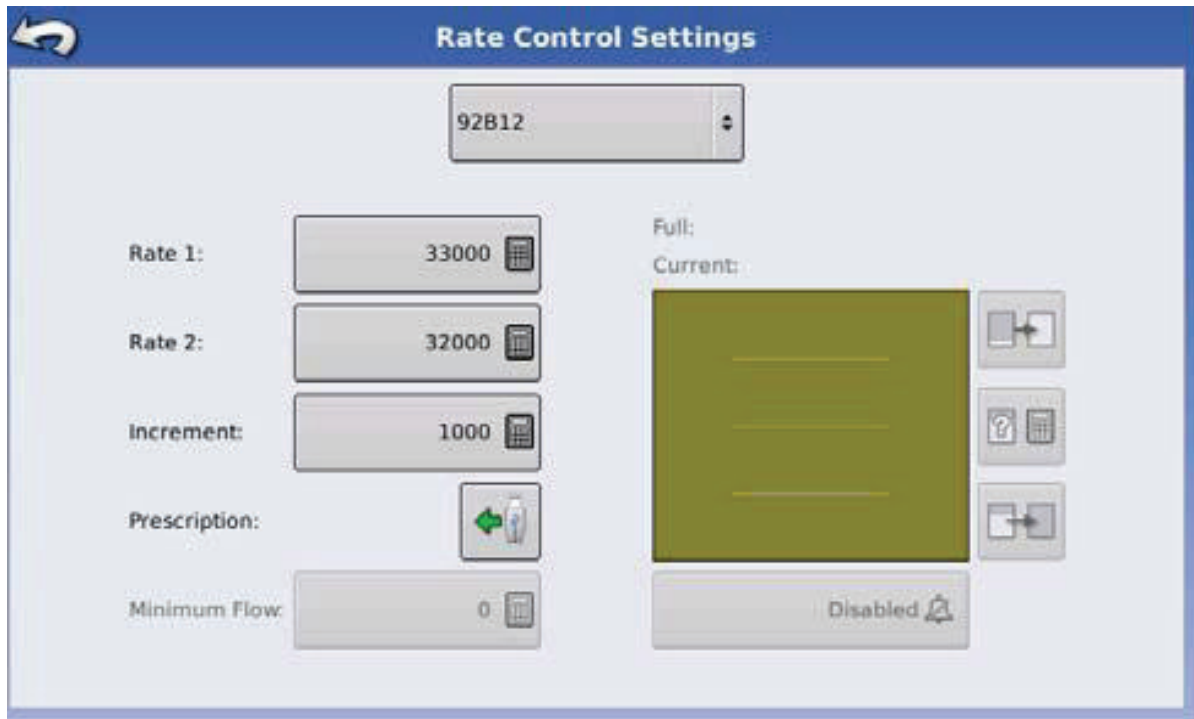 Rate Control Settings
92B12
Rate 1:
33000
Rate 2:
32000
Increment:
1000
Prescription:
Minimum Flow:
0
Full:
Current:
Disabled